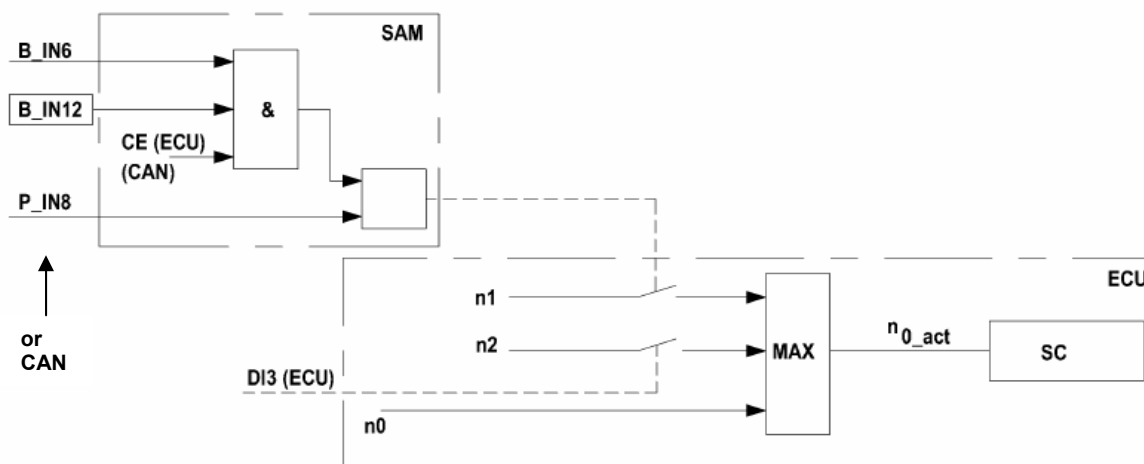 SAM
B_IN6
B_IN12
&
CE (ECU)
(CAN)
P_IN8
ECU
n1
or
CAN
n2
MAX
n0_act
SC
DI3 (ECU)
n0